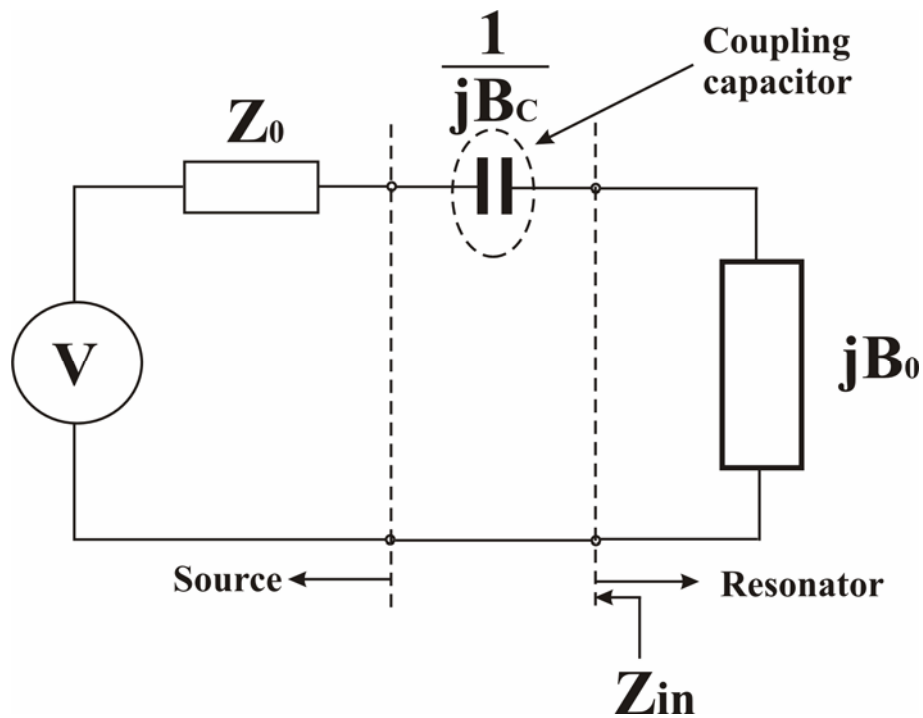 1
jBC
Coupling
capacitor
Z0
V
jB0
Source
Resonator
Zin